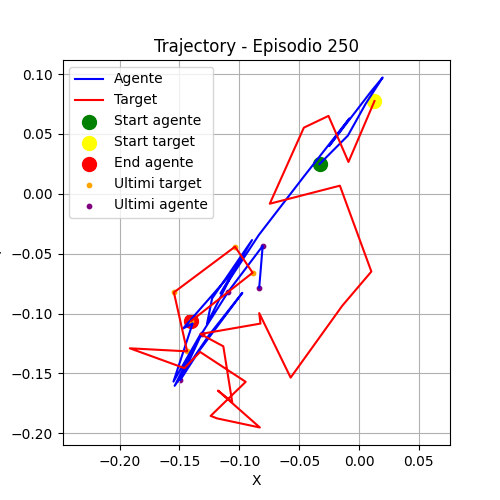 Trajectory - Episodio 250
Agente
Target
Start agente
Start target
End agente
Ultimi target
Ultimi agente
0.10
0.05
0.00
−0.05
−0.10
−0.15
−0.20
−0.20
−0.15
−0.10
−0.05
0.00
0.05
X